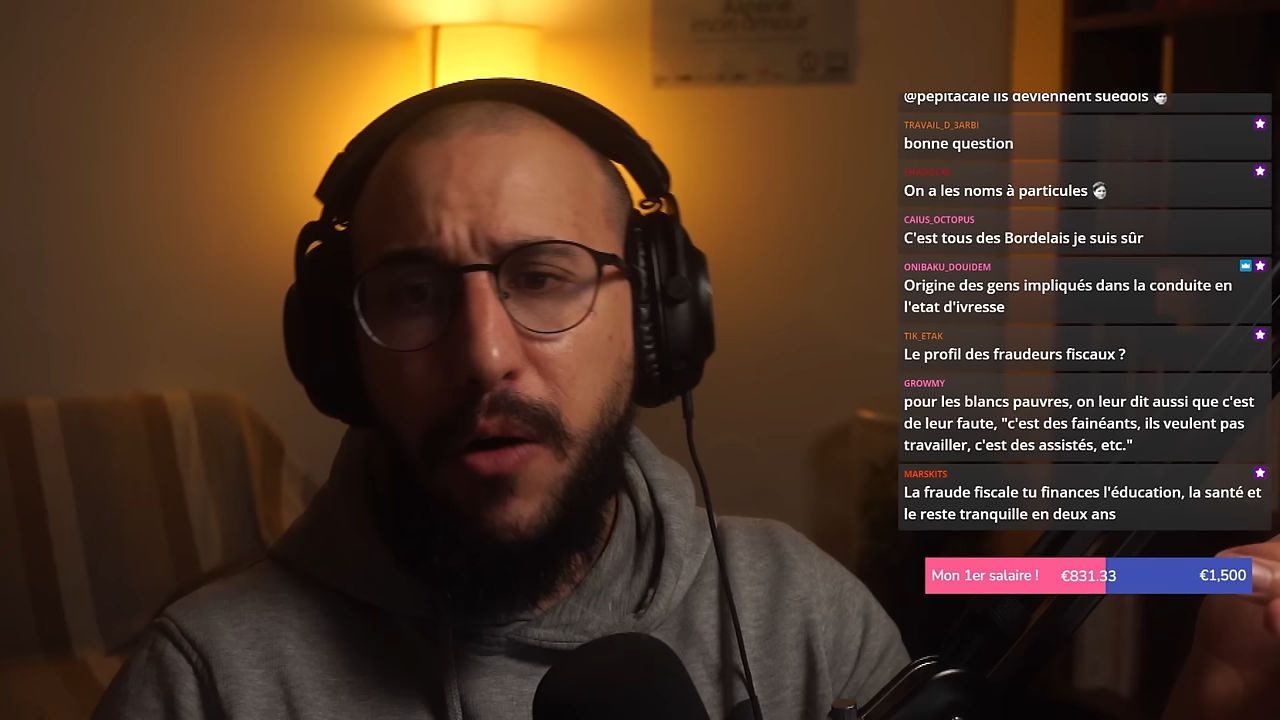 Algérie
mon amour
@pepitacale ils deviennent suédois
TRAVAIL_D_3ARBI
bonne question
On a les noms à particules
CAIUS_OCTOPUS
C'est tous des Bordelais je suis sûr
ONIBAKU_DOUIDEM
Origine des gens impliqués dans la conduite en
l'etat d'ivresse
TIK_ETAK
Le profil des fraudeurs fiscaux ?
GROWMY
pour les blancs pauvres, on leur dit aussi que c'est
de leur faute, "c'est des fainéants, ils veulent pas
travailler, c'est des assistés, etc."
MARSKITS
La fraude fiscale tu finances l'éducation, la santé et
le reste tranquille en deux ans
Mon 1er salaire ! €831.33 €1,500